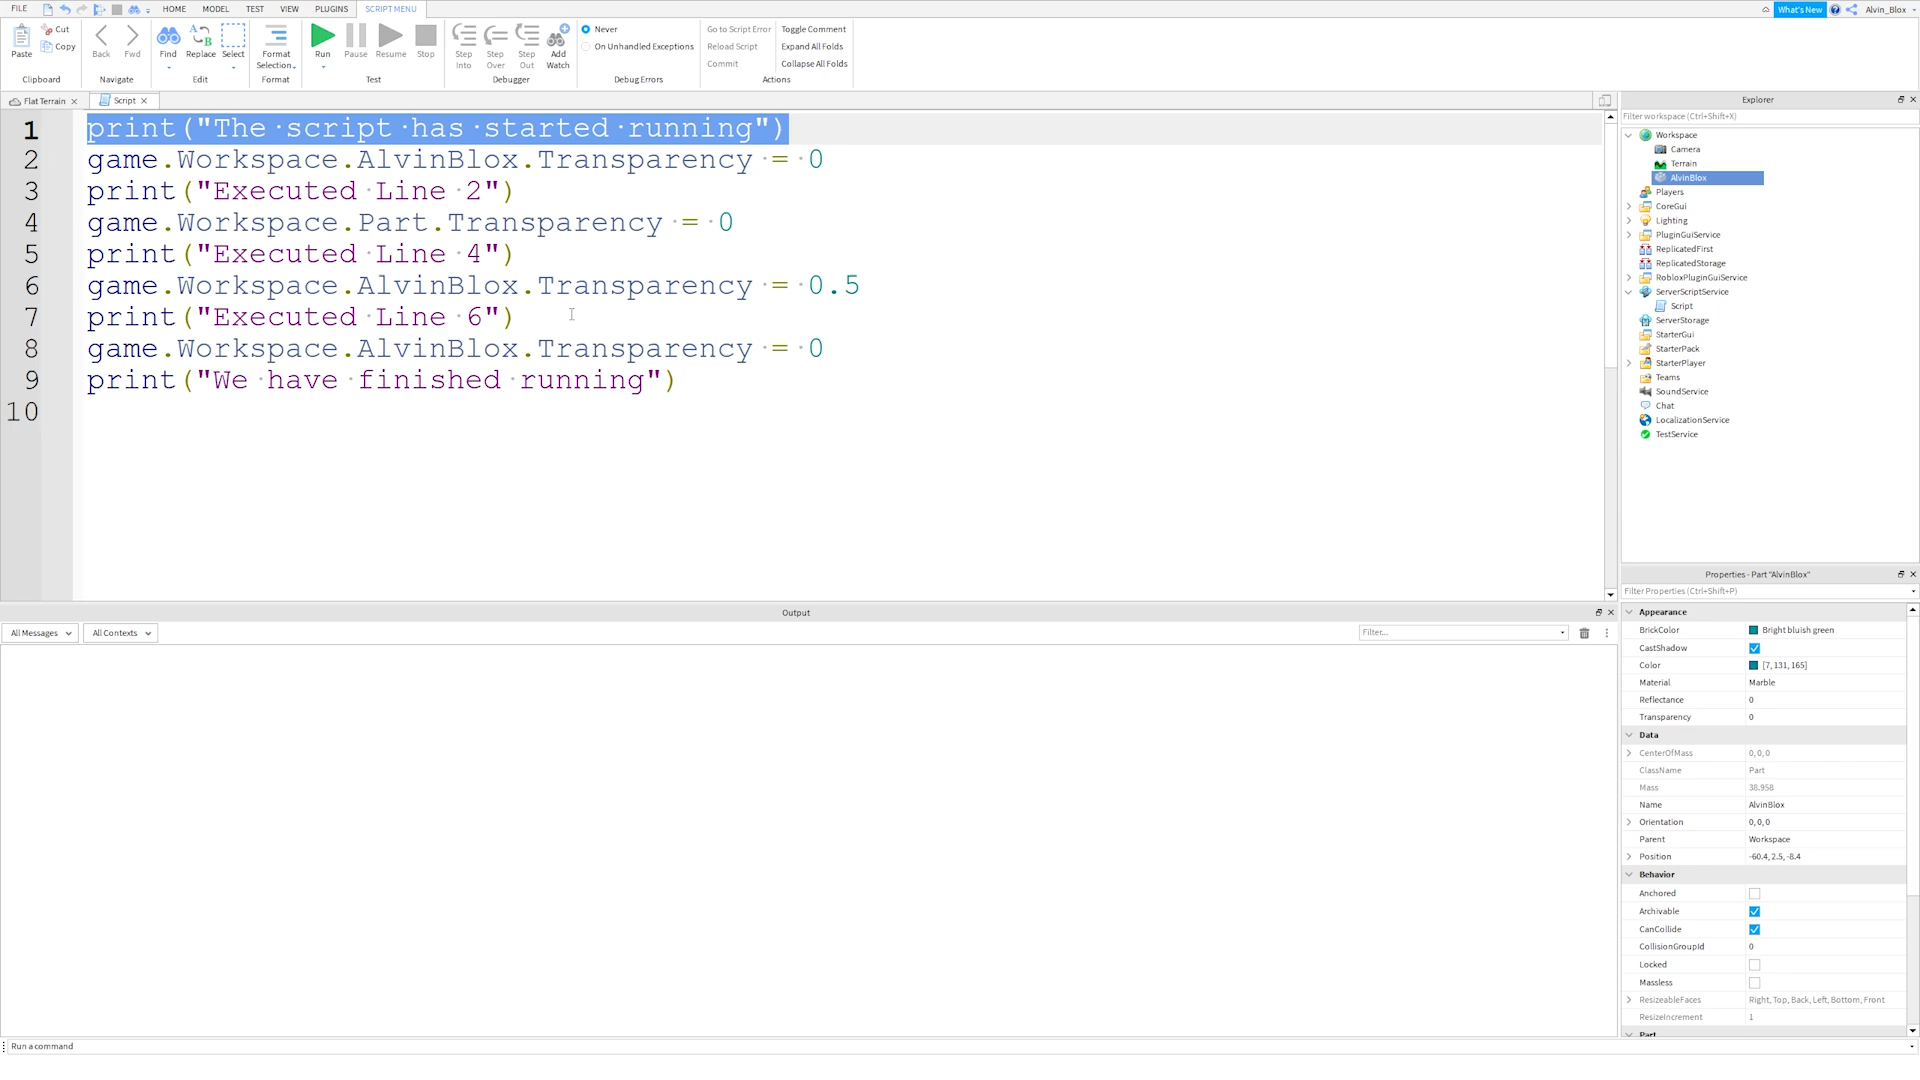 FILE HOME MODEL TEST VIEW PLUGINS SCRIPT MENU What's New Alvin_Blox
Paste Cut Copy Clipboard
Back Fwd Navigate
Find Replace Select Edit
Format Selection Format
Run Pause Resume Stop Test
Step Into Step Over Step Out Add Watch Debugger
Never
On Unhandled Exceptions
Debug Errors
Go to Script Error Toggle Comment
Reload Script Expand All Folds
Commit Collapse All Folds
Actions
Flat Terrain Script
1 print("The script has started running")
2 game.Workspace.AlvinBlox.Transparency = 0
3 print("Executed Line 2")
4 game.Workspace.Part.Transparency = 0
5 print("Executed Line 4")
6 game.Workspace.AlvinBlox.Transparency = 0.5
7 print("Executed Line 6")
8 game.Workspace.AlvinBlox.Transparency = 0
9 print("We have finished running")
10
Output
All Messages All Contexts Filter...
Run a command
Explorer
Filter workspace (Ctrl+Shift+X)
Workspace
Camera
Terrain
AlvinBlox
Players
CoreGui
Lighting
PluginGuiService
ReplicatedFirst
ReplicatedStorage
RobloxPluginGuiService
ServerScriptService
Script
ServerStorage
StarterGui
StarterPack
StarterPlayer
Teams
SoundService
Chat
LocalizationService
TestService
Properties - Part "AlvinBlox"
Filter Properties (Ctrl+Shift+P)
Appearance
BrickColor Bright bluish green
CastShadow
Color [7, 131, 165]
Material Marble
Reflectance 0
Transparency 0
Data
CenterOfMass 0, 0, 0
ClassName Part
Mass 38.958
Name AlvinBlox
Orientation 0, 0, 0
Parent Workspace
Position -60.4, 2.5, -8.4
Behavior
Anchored
Archivable
CanCollide
CollisionGroupId 0
Locked
Massless
ResizeableFaces Right, Top, Back, Left, Bottom, Front
ResizeIncrement 1
Part